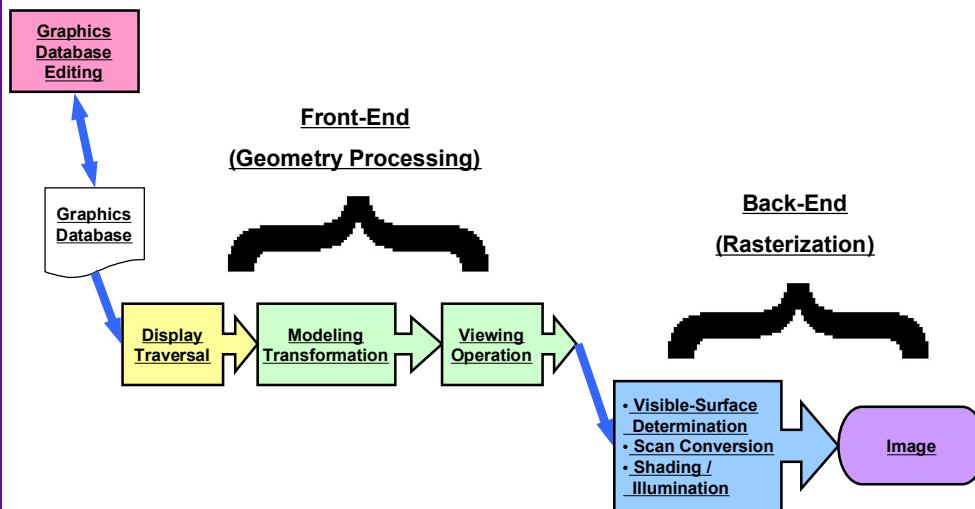 Graphics
Database
Editing
Graphics
Database
Front-End
(Geometry Processing)
Back-End
(Rasterization)
Display
Traversal
Modeling
Transformation
Viewing
Operation
• Visible-Surface
Determination
• Scan Conversion
• Shading /
Illumination
Image